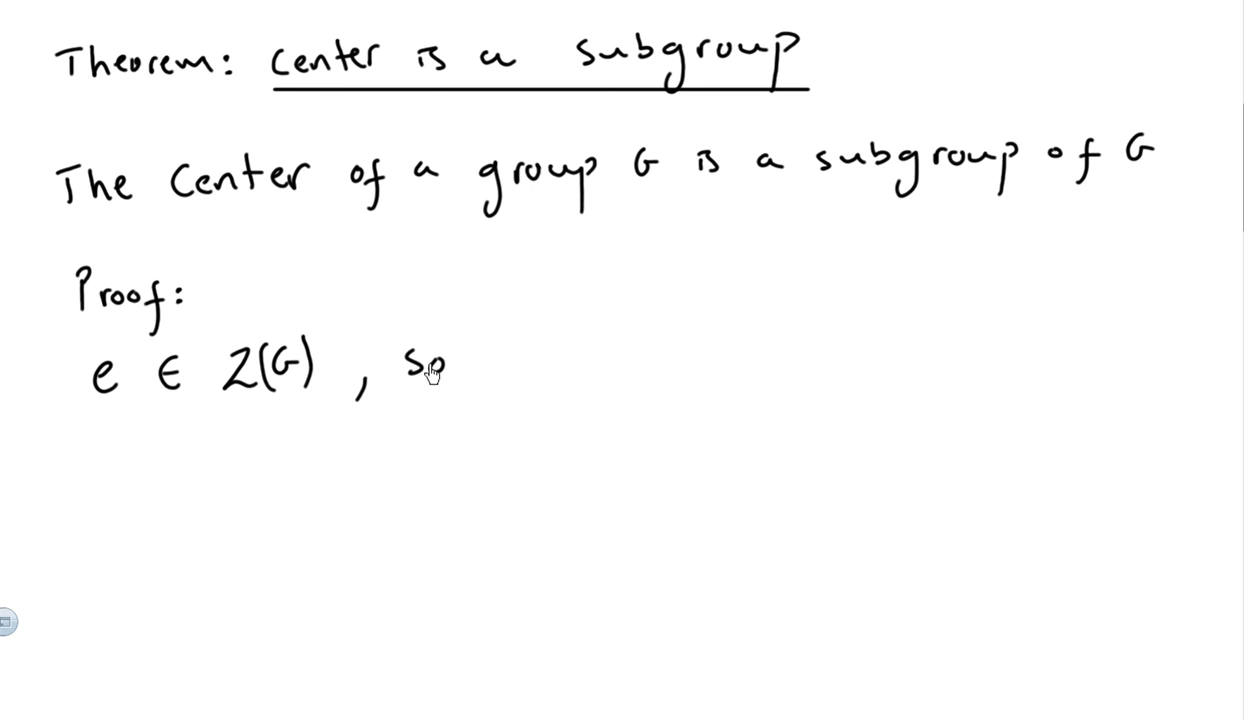 Theorem: Center is a subgroup
The Center of a group G is a subgroup of G
Proof:
e ∈ Z(G) , so